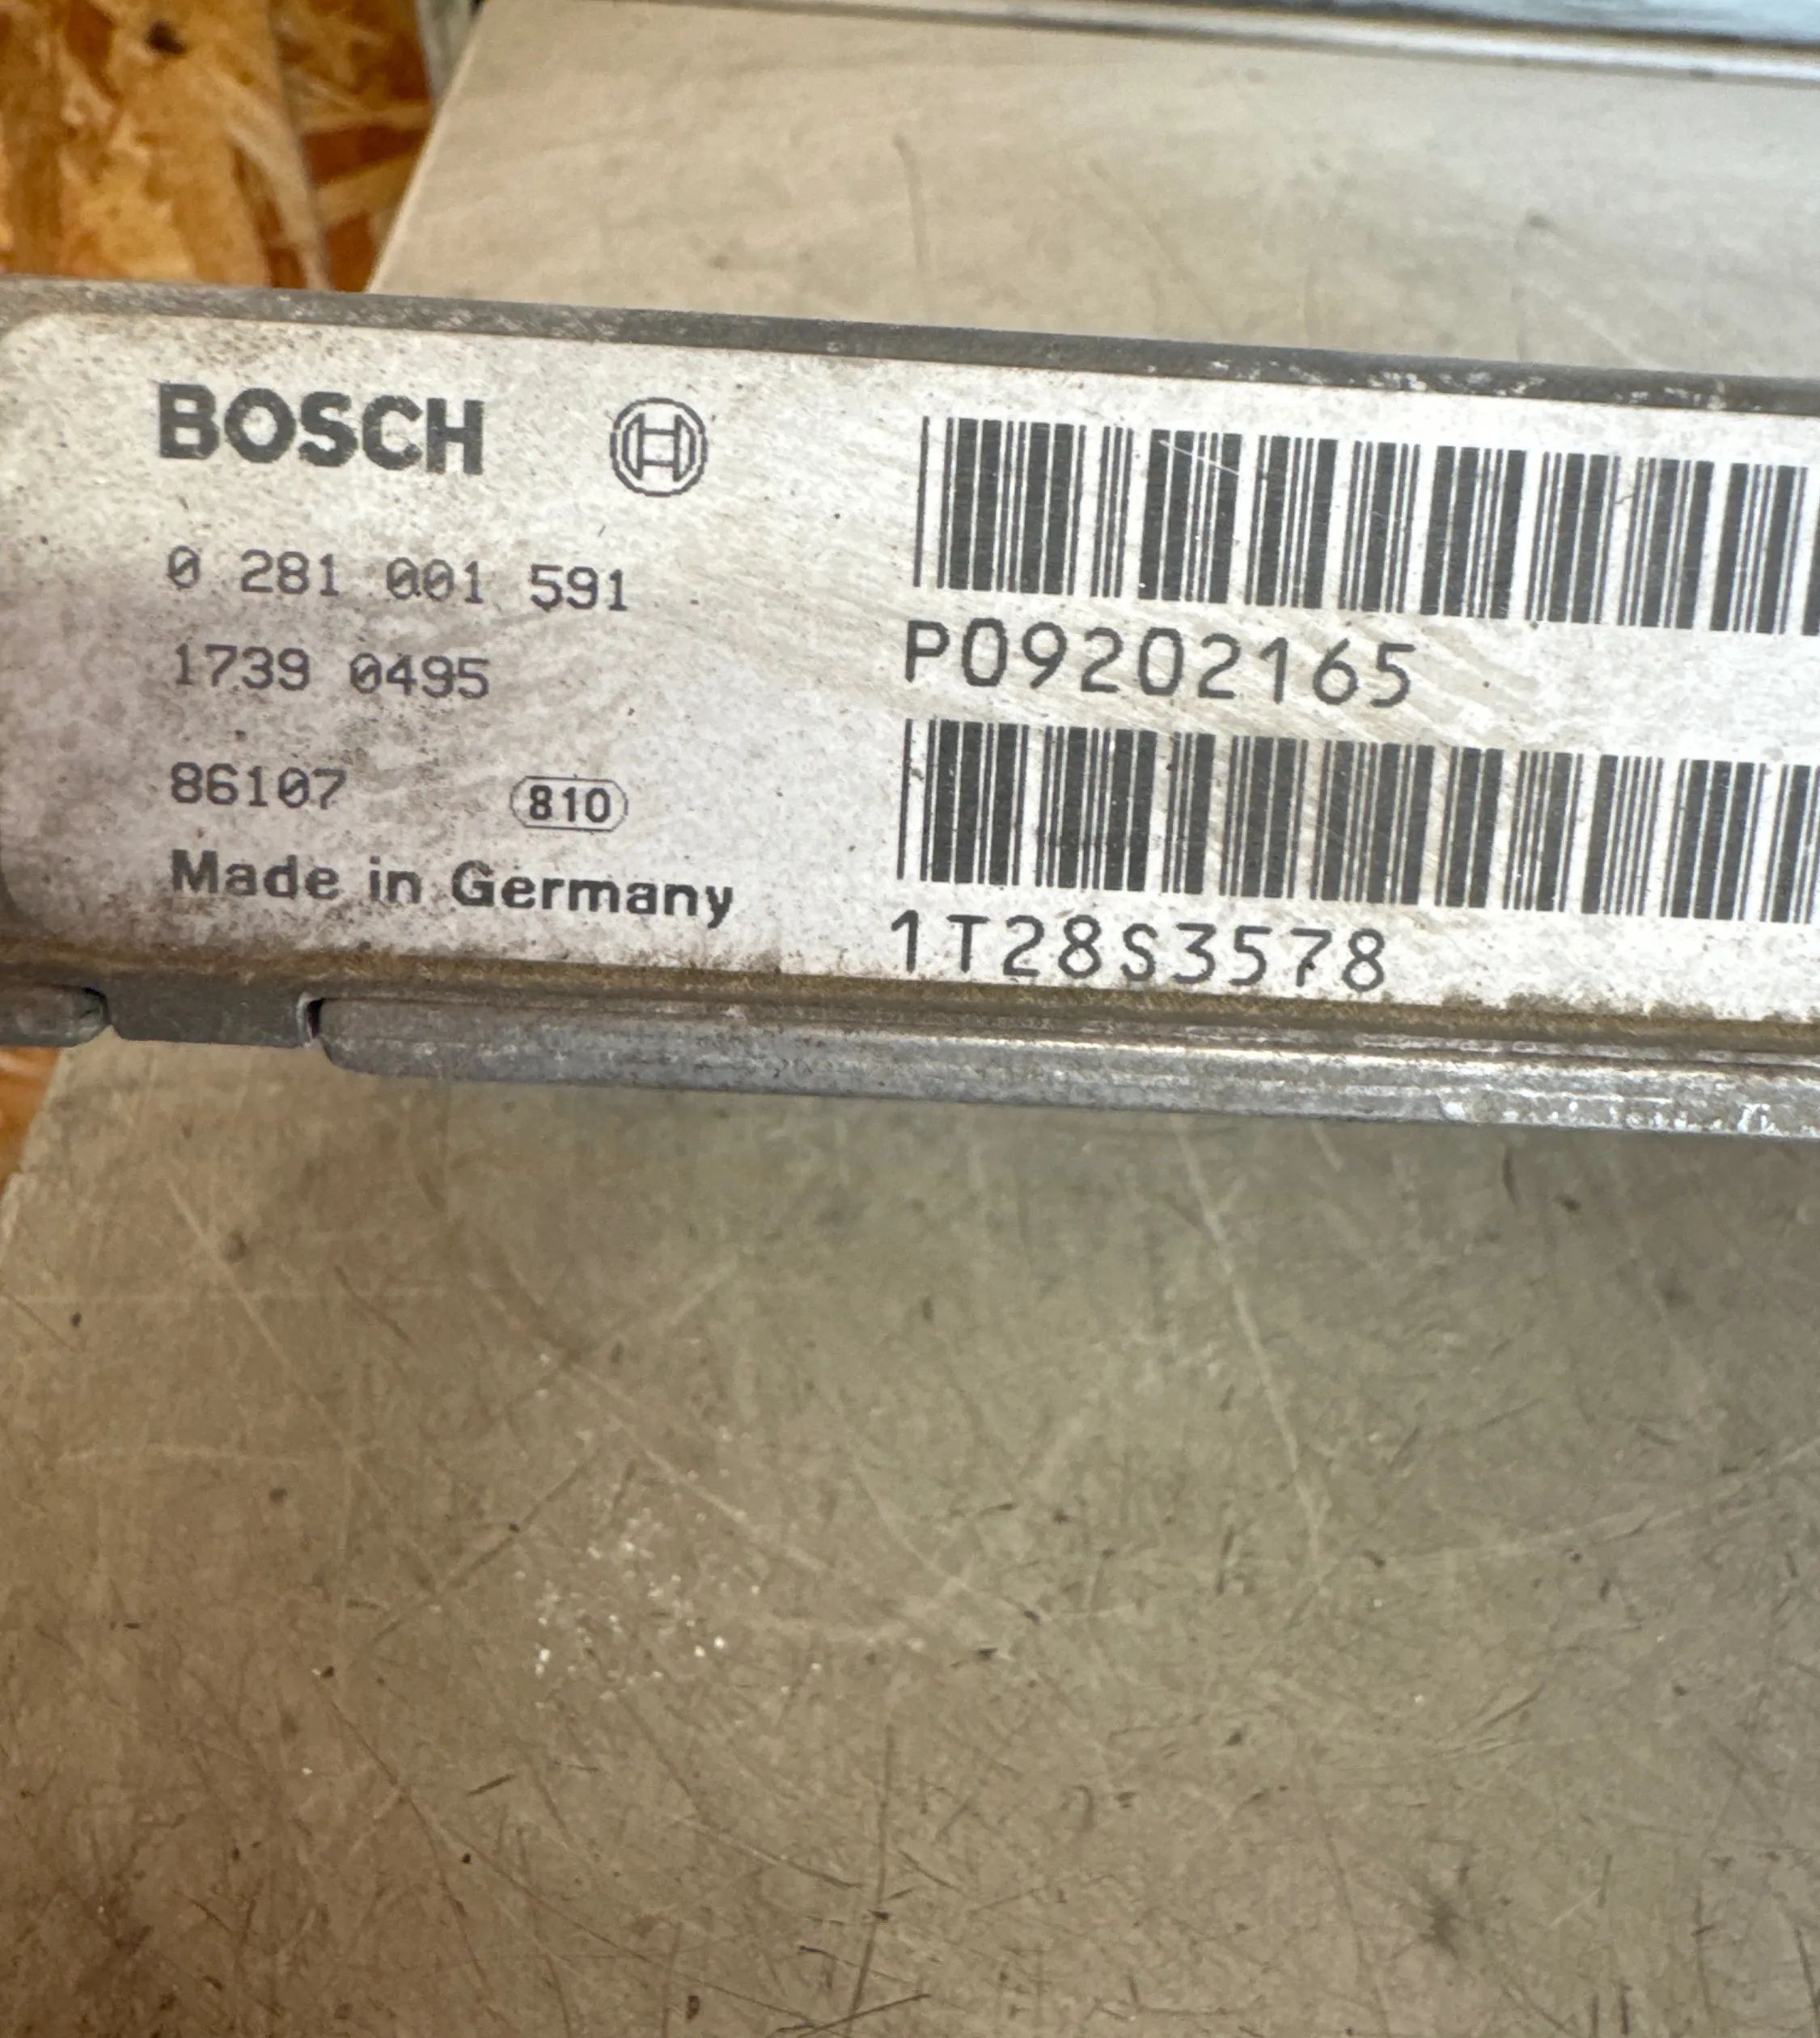 BOSCH
0 281 001 591
1739 0495
86107 810
Made in Germany
P09202165
1T28S3578